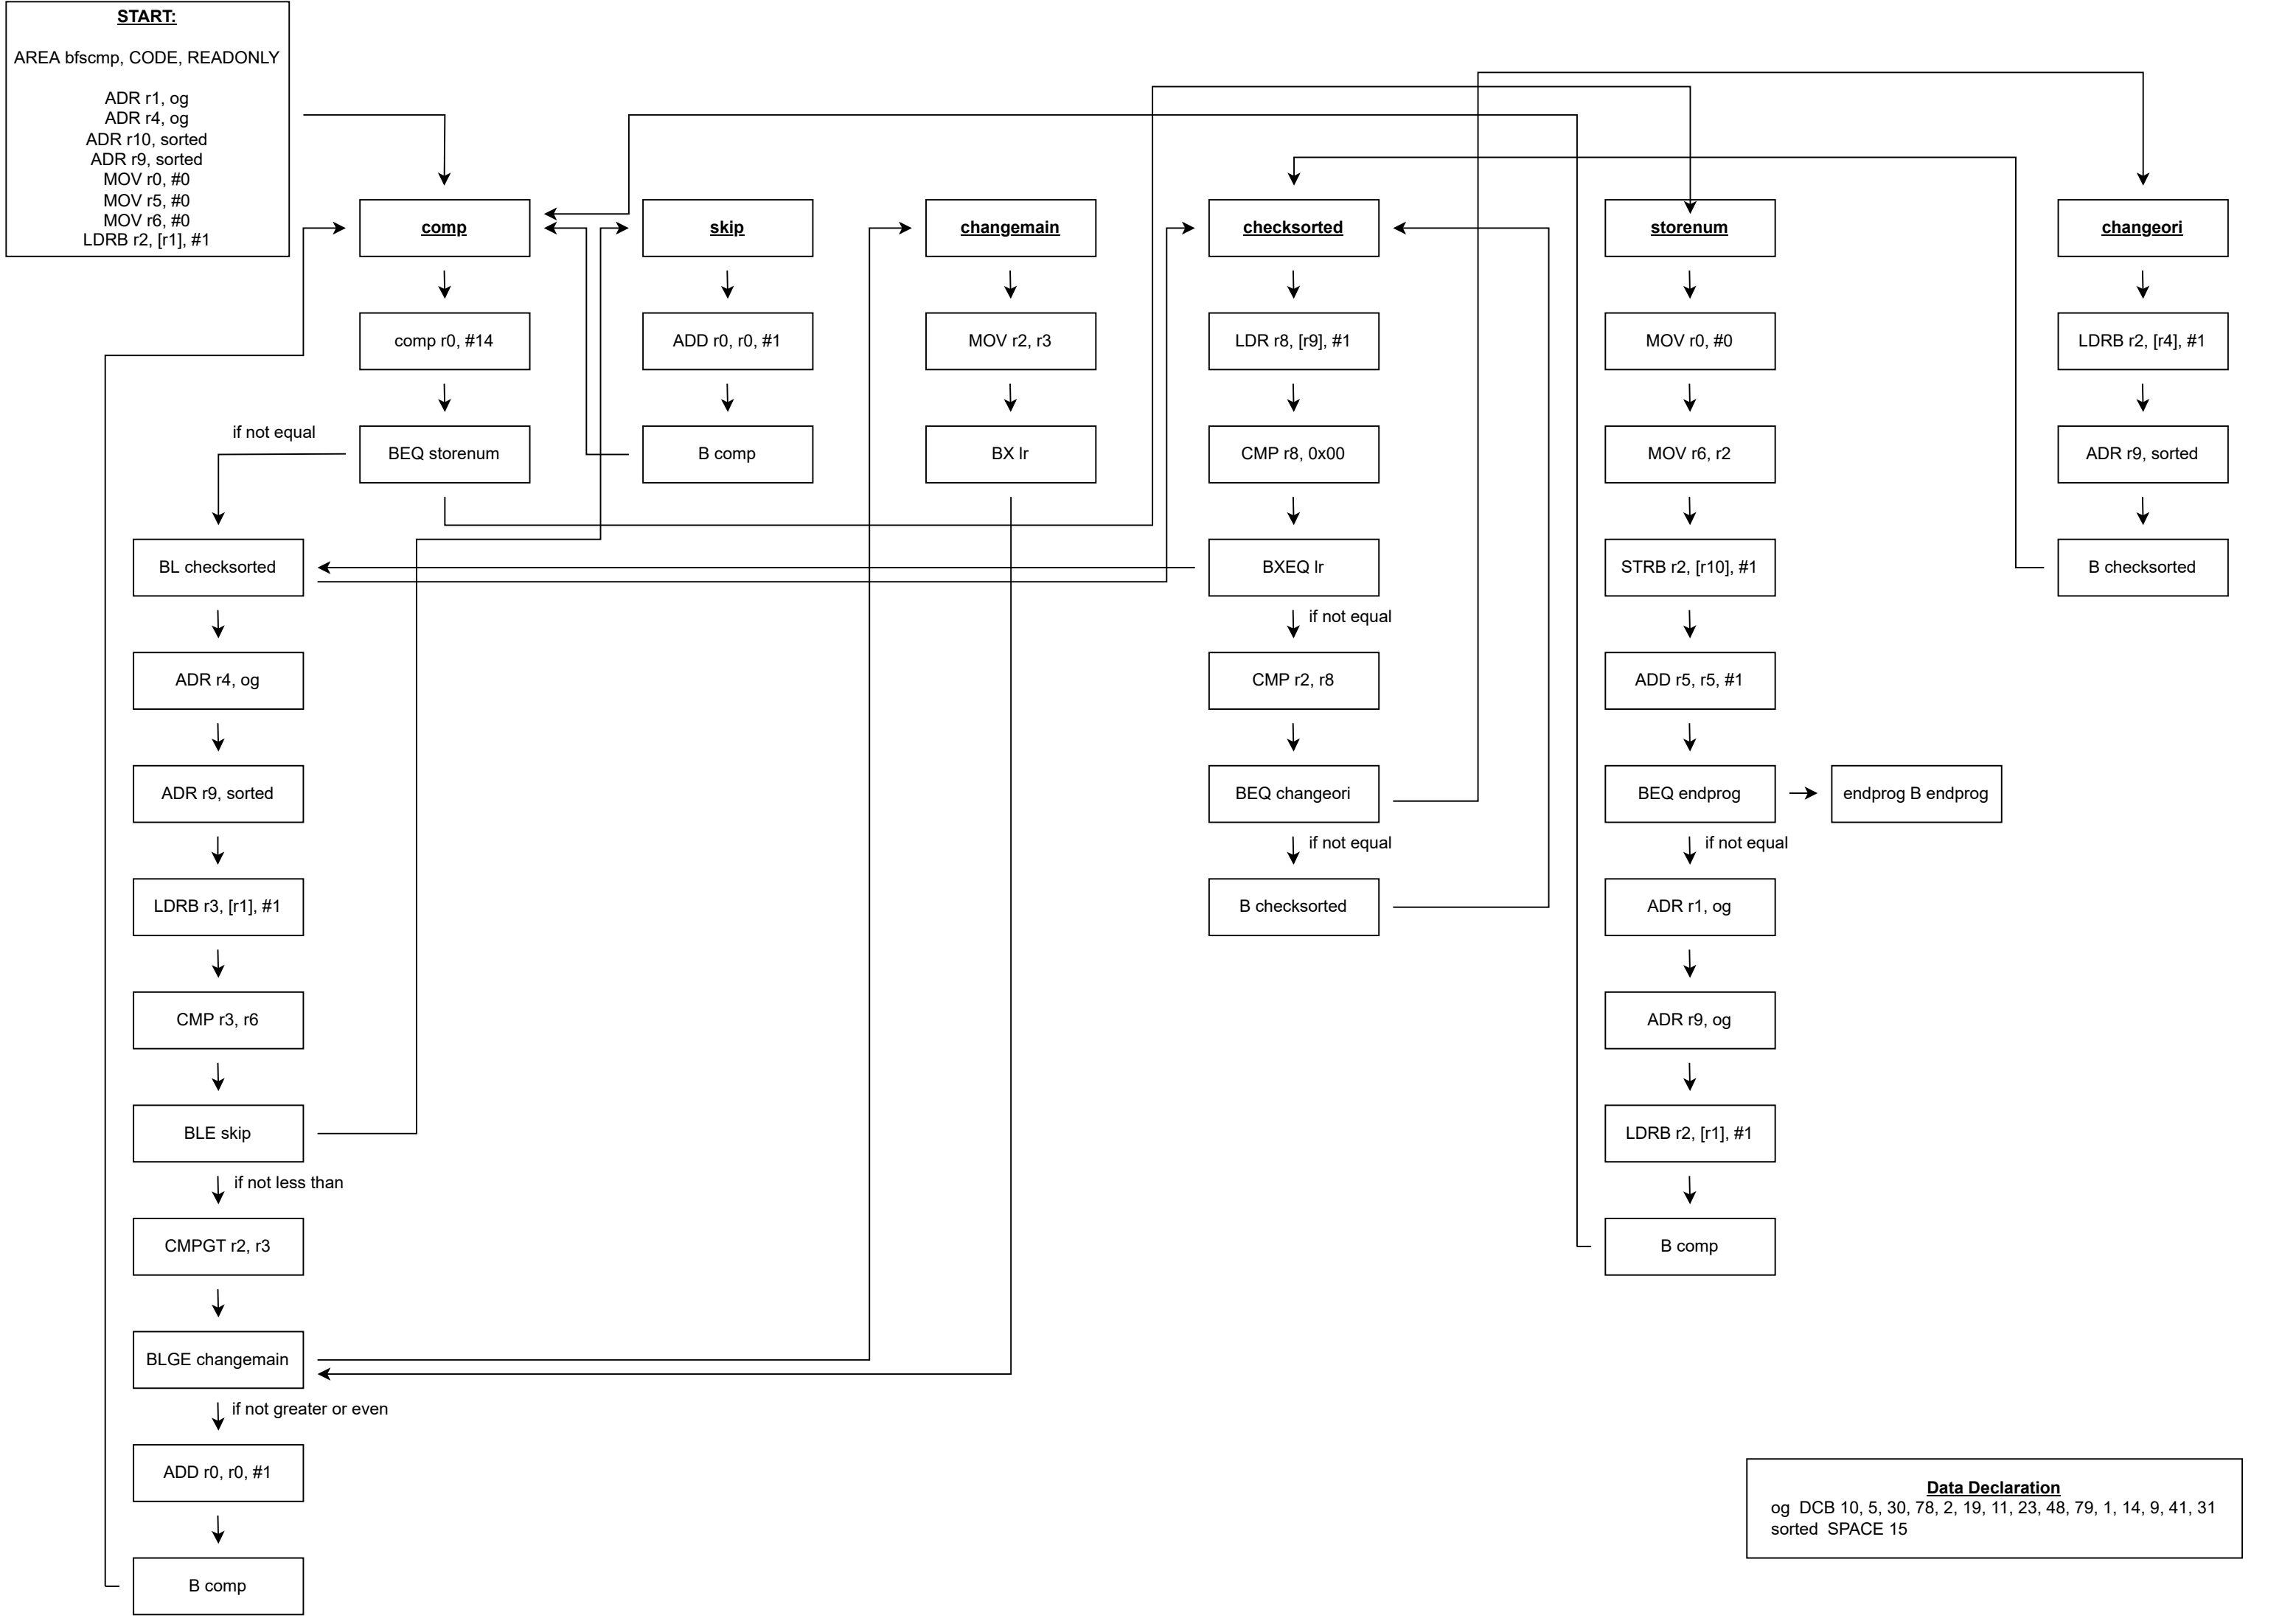 START:
AREA bfscmp, CODE, READONLY
ADR r1, og
ADR r4, og
ADR r10, sorted
ADR r9, sorted
MOV r0, #0
MOV r5, #0
MOV r6, #0
LDRB r2, [r1], #1
comp
comp r0, #14
BEQ storenum
if not equal
BL checksorted
ADR r4, og
ADR r9, sorted
LDRB r3, [r1], #1
CMP r3, r6
BLE skip
if not less than
CMPGT r2, r3
BLGE changemain
if not greater or even
ADD r0, r0, #1
B comp
skip
ADD r0, r0, #1
B comp
changemain
MOV r2, r3
BX lr
checksorted
LDR r8, [r9], #1
CMP r8, 0x00
BXEQ lr
if not equal
CMP r2, r8
BEQ changeori
if not equal
B checksorted
storenum
MOV r0, #0
MOV r6, r2
STRB r2, [r10], #1
ADD r5, r5, #1
BEQ endprog
endprog B endprog
if not equal
ADR r1, og
ADR r9, og
LDRB r2, [r1], #1
B comp
changeori
LDRB r2, [r4], #1
ADR r9, sorted
B checksorted
Data Declaration
og DCB 10, 5, 30, 78, 2, 19, 11, 23, 48, 79, 1, 14, 9, 41, 31
sorted SPACE 15